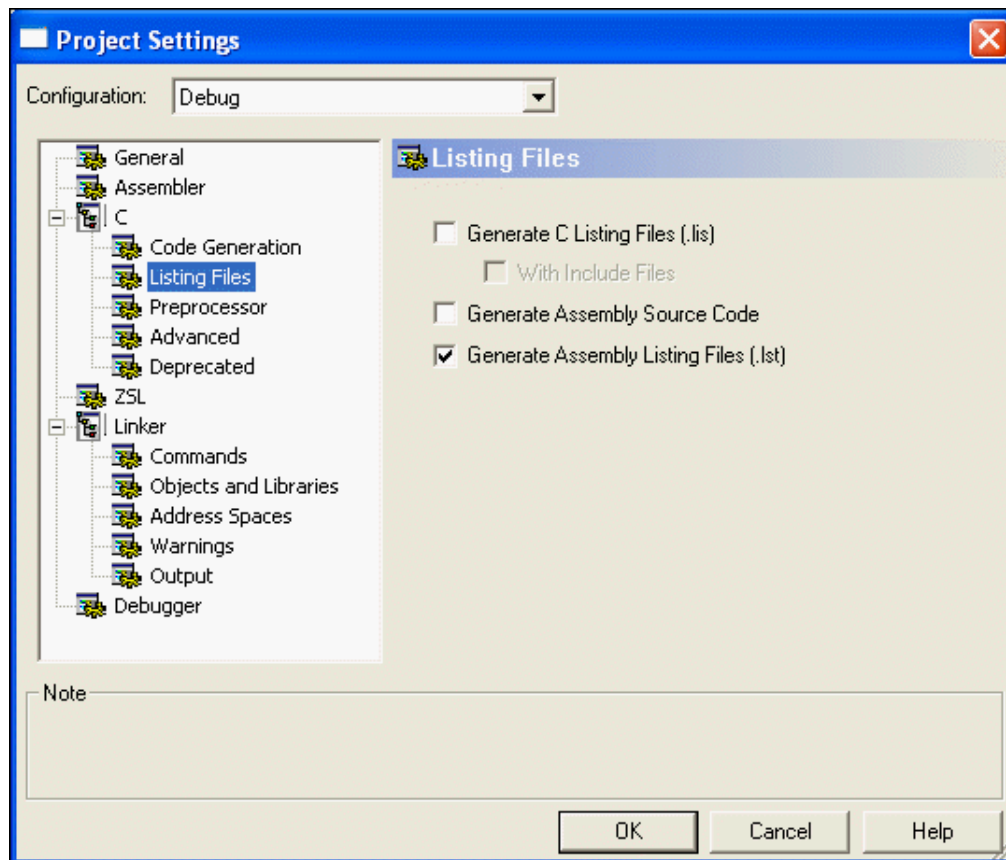 Project Settings
Configuration: Debug
General
Assembler
C
Code Generation
Listing Files
Preprocessor
Advanced
Deprecated
ZSL
Linker
Commands
Objects and Libraries
Address Spaces
Warnings
Output
Debugger
Listing Files
Generate C Listing Files (.lis)
With Include Files
Generate Assembly Source Code
Generate Assembly Listing Files (.lst)
Note
OK Cancel Help